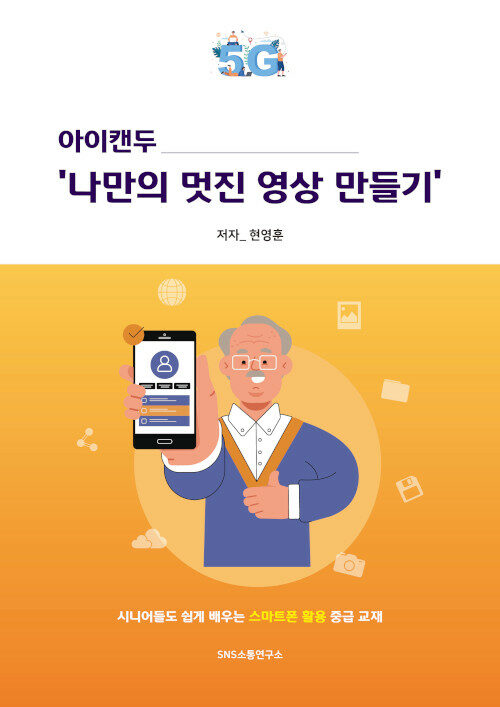 5G
아이캔두
'나만의 멋진 영상 만들기'
저자_ 현영훈
시니어들도 쉽게 배우는 스마트폰 활용 중급 교재
SNS소통연구소